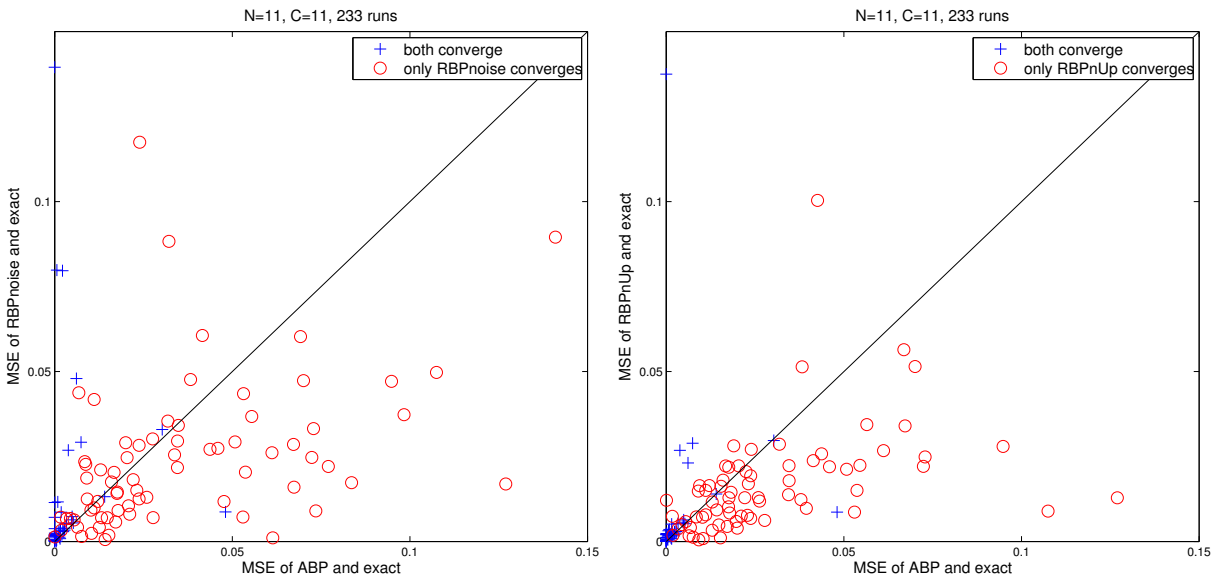 N=11, C=11, 233 runs
both converge
only RBPnoise converges
MSE of RBPnoise and exact
0.1
0.05
0
0
0.05
0.1
0.15
MSE of ABP and exact
N=11, C=11, 233 runs
both converge
only RBPnUp converges
MSE of RBPnUp and exact
0.1
0.05
0
0
0.05
0.1
0.15
MSE of ABP and exact